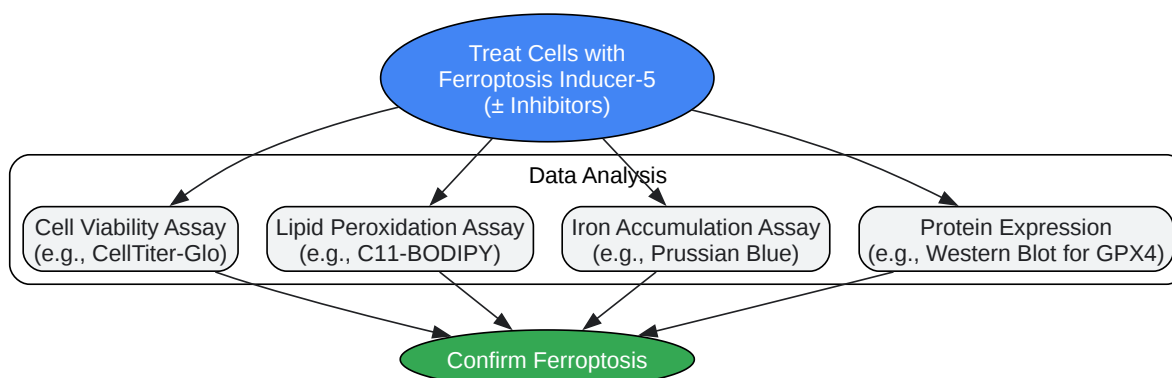 Treat Cells with
Ferroptosis Inducer-5
(± Inhibitors)
Data Analysis
Cell Viability Assay
(e.g., CellTiter-Glo)
Lipid Peroxidation Assay
(e.g., C11-BODIPY)
Iron Accumulation Assay
(e.g., Prussian Blue)
Protein Expression
(e.g., Western Blot for GPX4)
Confirm Ferroptosis